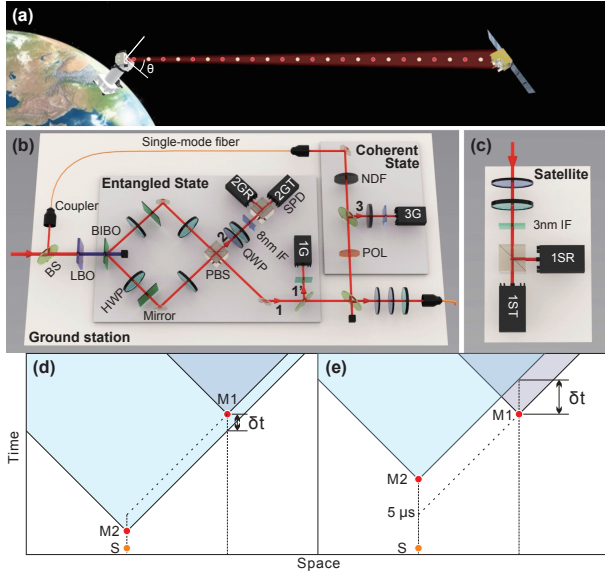 (a)
θ
(b)
Single-mode fiber
Coherent
State
NDF
Coupler
Entangled State
2GR
2GT
SPD
3
3G
BIBO
2
8nm IF
QWP
1G
POL
BS
LBO
PBS
HWP
1'
Mirror
1
Ground station
(c)
Satellite
3nm IF
1SR
1ST
(d)
M1
δt
Time
M2
S
(e)
M1
δt
M2
5 μs
S
Space